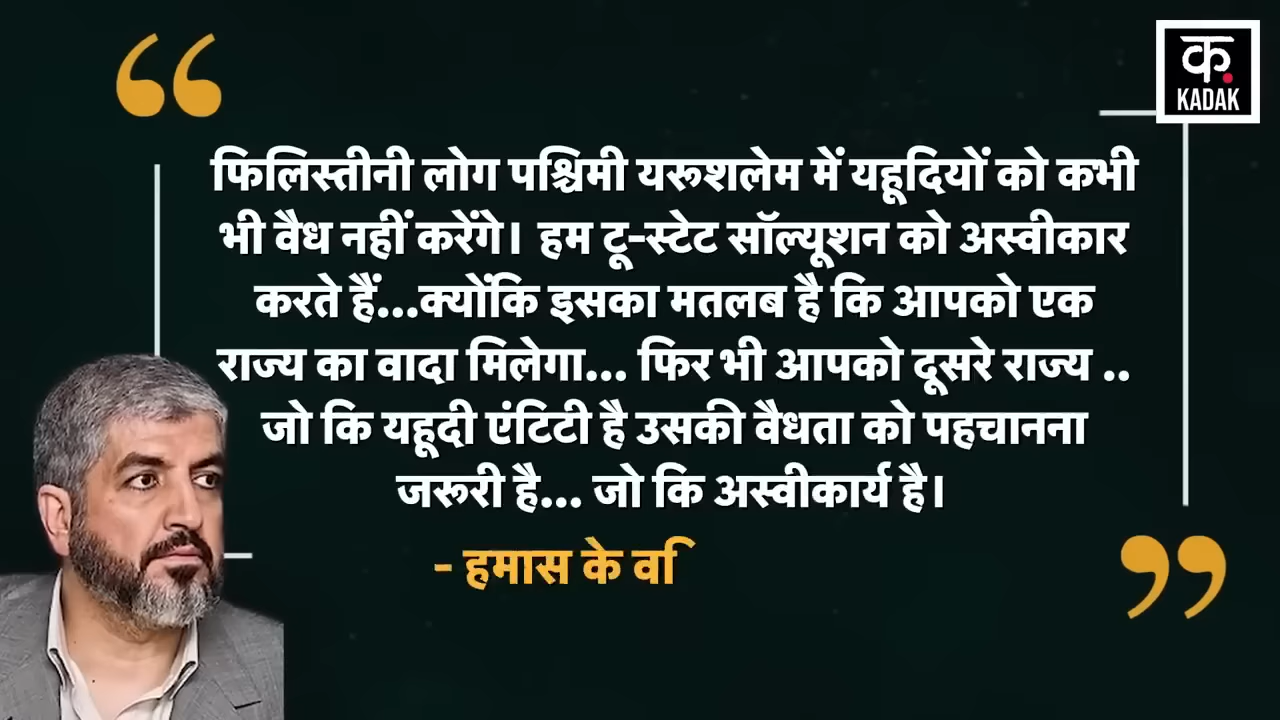 क.
KADAK
फिलिस्तीनी लोग पश्चिमी यरूशलेम में यहूदियों को कभी
भी वैध नहीं करेंगे। हम टू-स्टेट सॉल्यूशन को अस्वीकार
करते हैं...क्योंकि इसका मतलब है कि आपको एक
राज्य का वादा मिलेगा... फिर भी आपको दूसरे राज्य ..
जो कि यहूदी एंटिटी है उसकी वैधता को पहचानना
जरूरी है... जो कि अस्वीकार्य है।
- हमास के